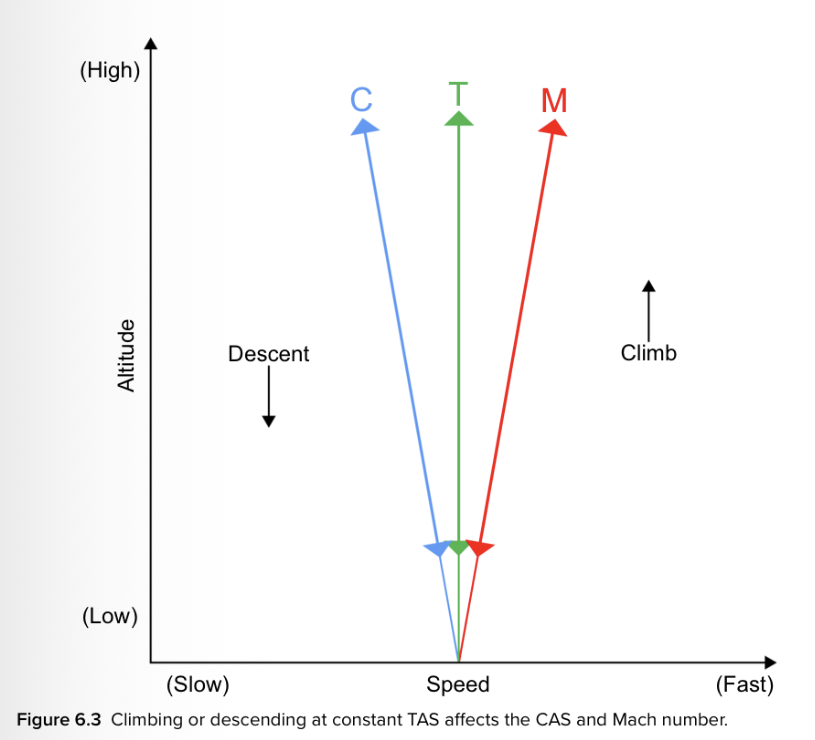 (High)
C
T
M
Altitude
Descent
Climb
(Low)
(Slow)
Speed
(Fast)
Figure 6.3 Climbing or descending at constant TAS affects the CAS and Mach number.